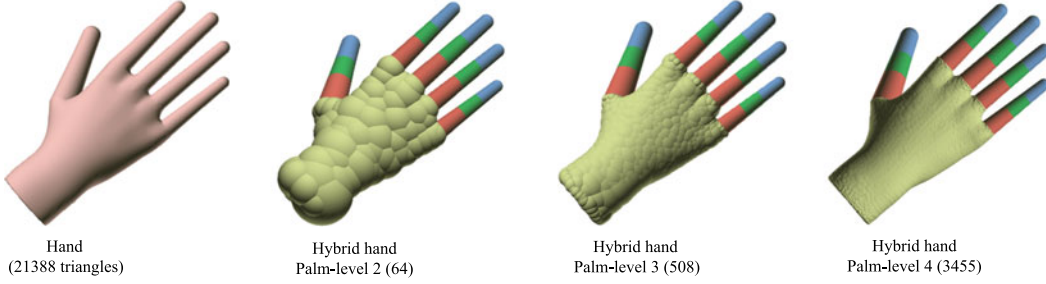 Hand
(21388 triangles)
Hybrid hand
Palm-level 2 (64)
Hybrid hand
Palm-level 3 (508)
Hybrid hand
Palm-level 4 (3455)